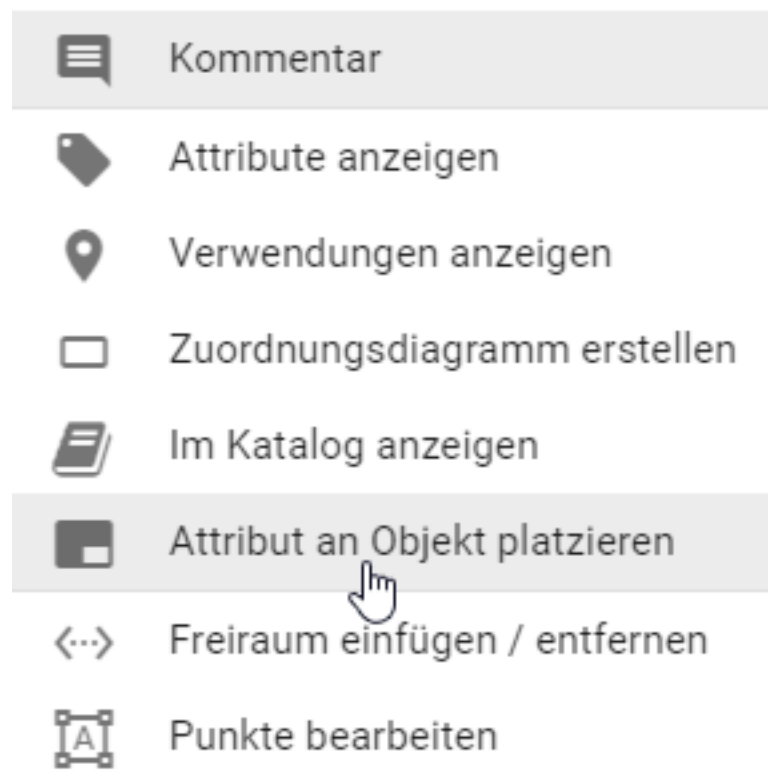 Kommentar
Attribute anzeigen
Verwendungen anzeigen
Zuordnungsdiagramm erstellen
Im Katalog anzeigen
Attribut an Objekt platzieren
Freiraum einfügen / entfernen
A
Punkte bearbeiten